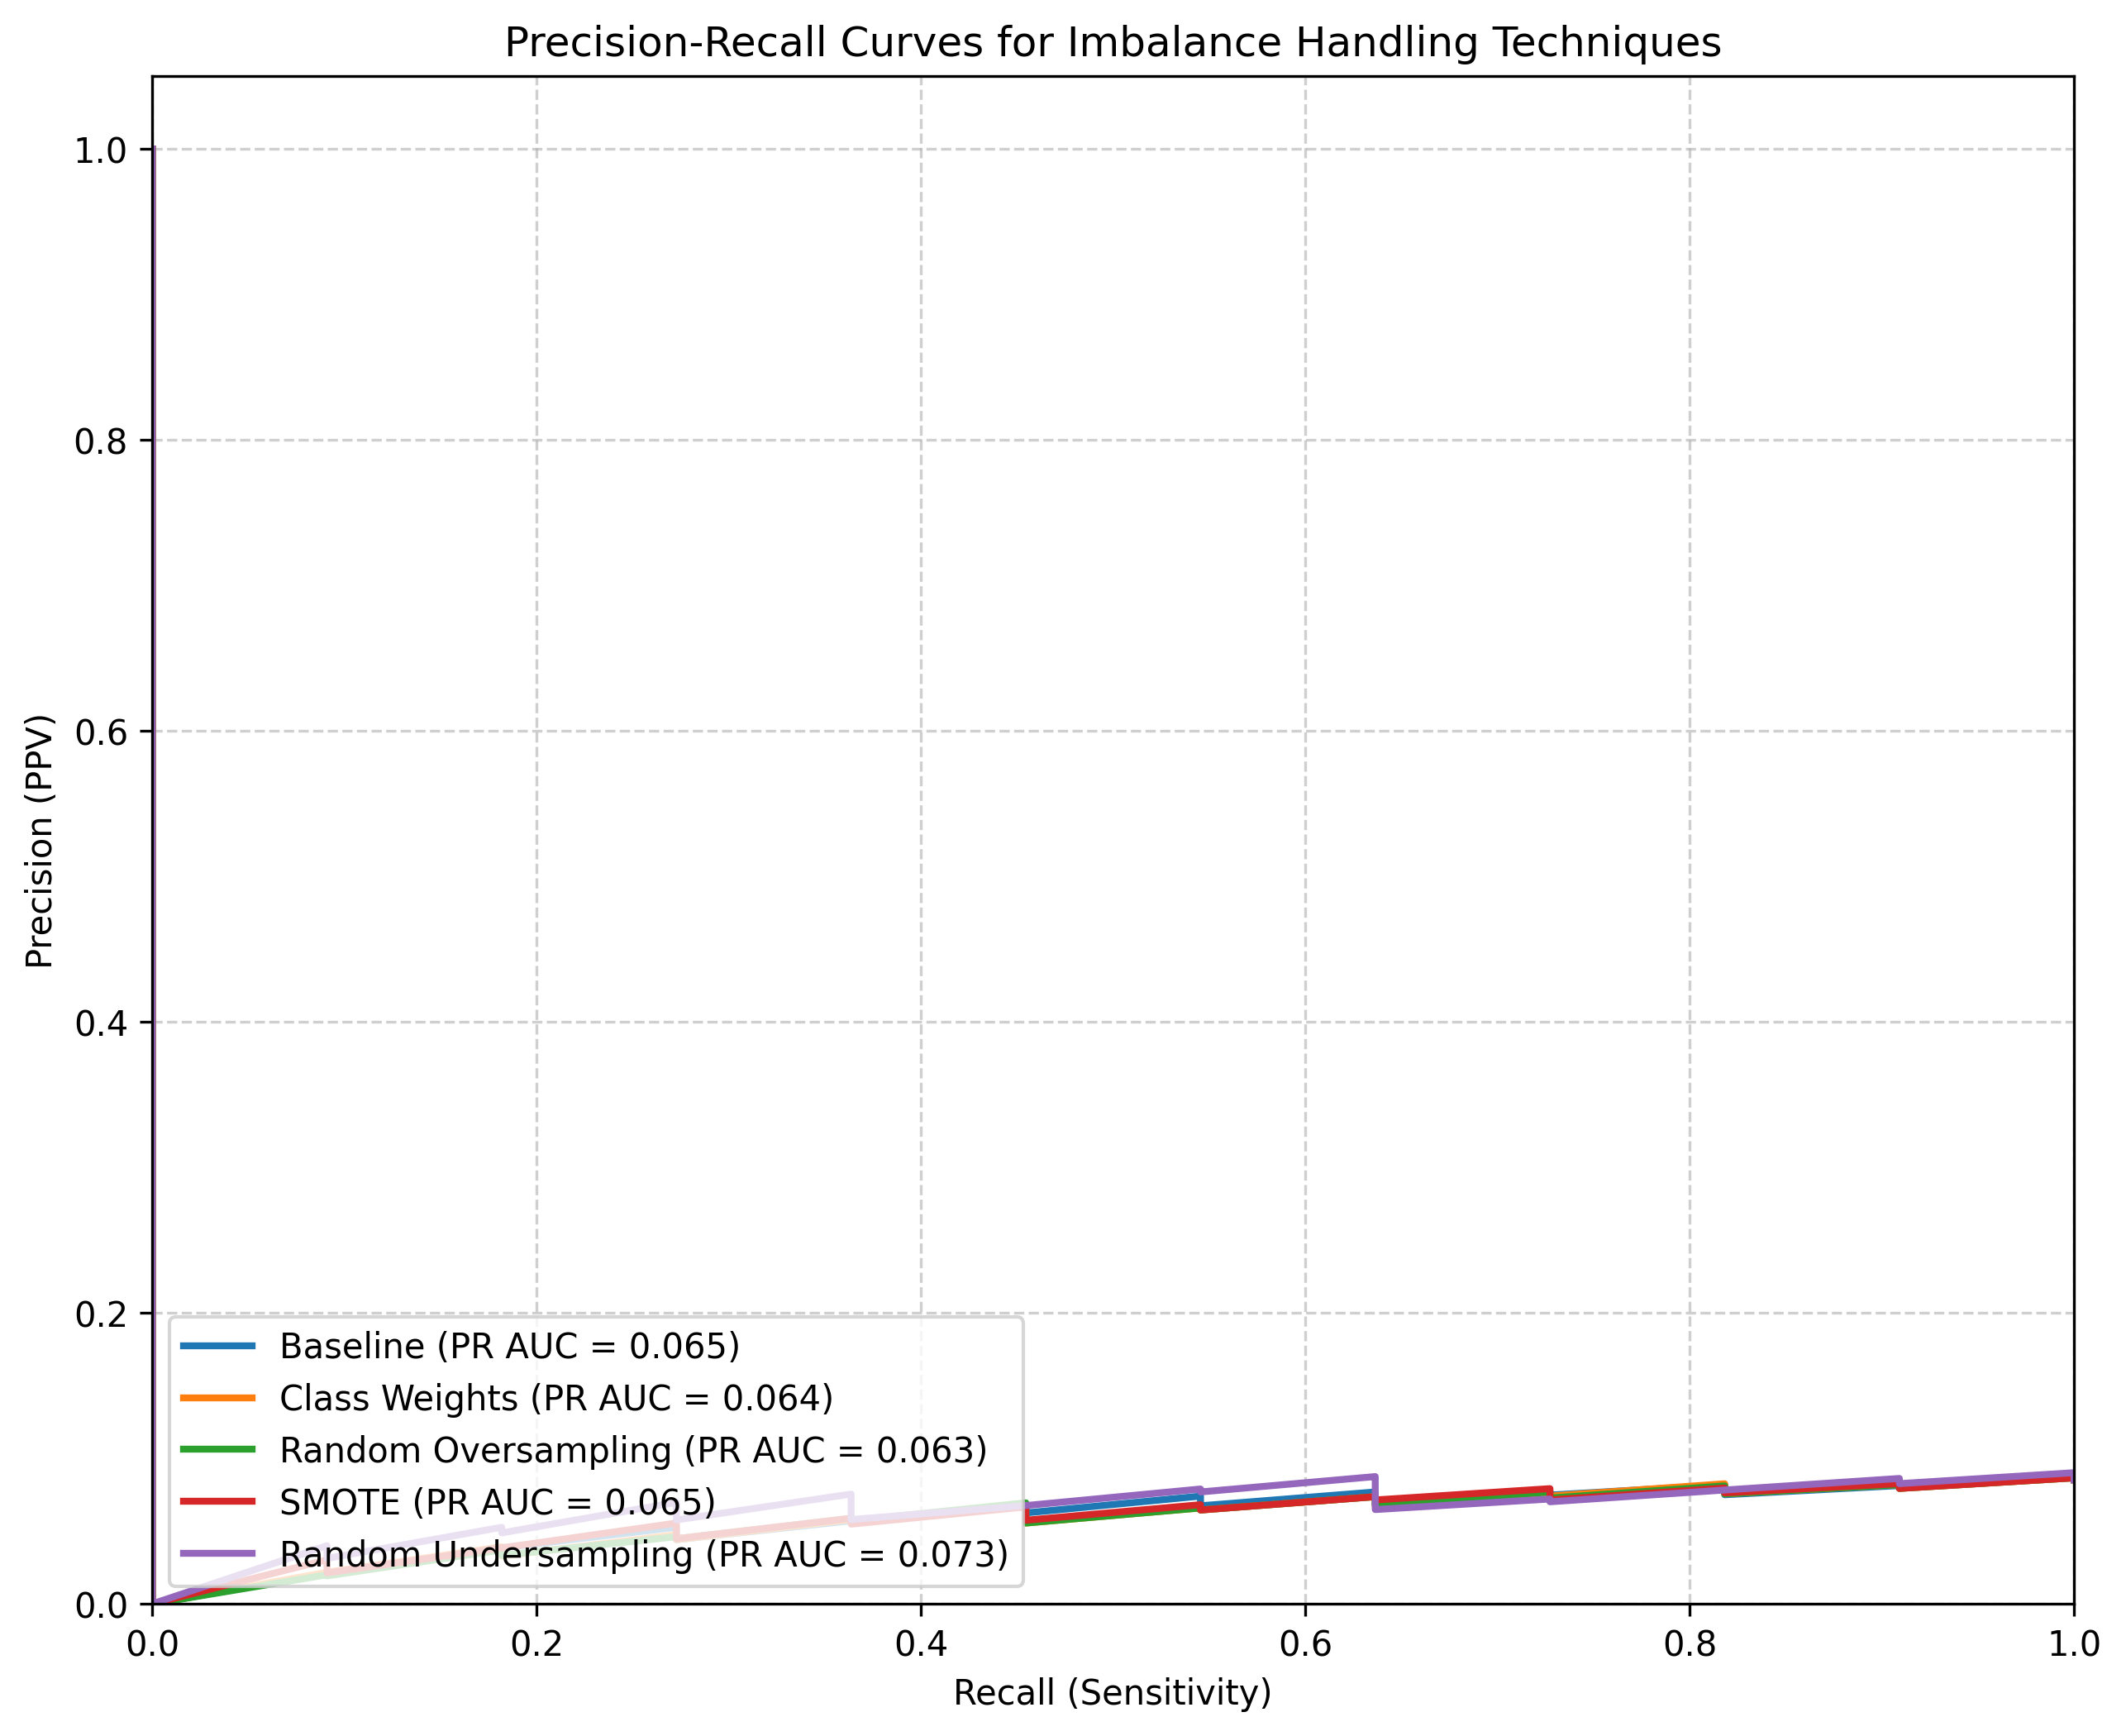 Precision-Recall Curves for Imbalance Handling Techniques
1.0
0.8
0.6
0.4
0.2
0.0
Precision (PPV)
Baseline (PR AUC = 0.065)
Class Weights (PR AUC = 0.064)
Random Oversampling (PR AUC = 0.063)
SMOTE (PR AUC = 0.065)
Random Undersampling (PR AUC = 0.073)
0.0 0.2 0.4 0.6 0.8 1.0
Recall (Sensitivity)